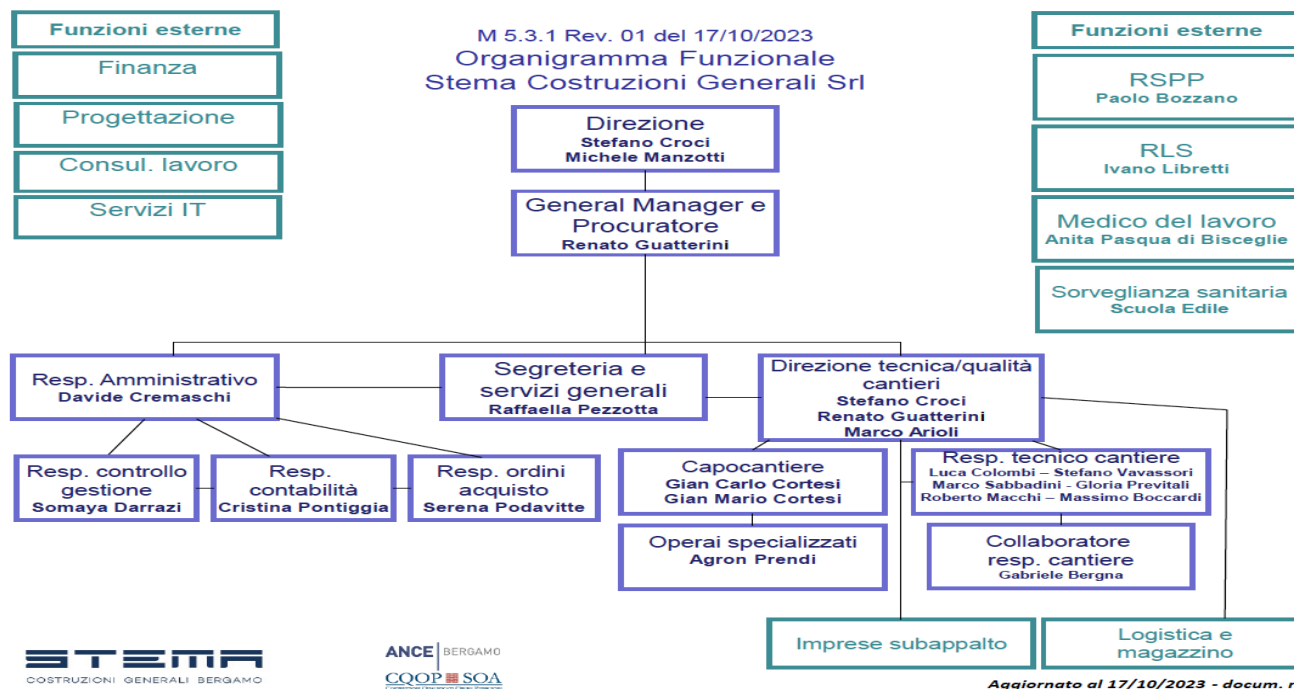 Funzioni esterne
Finanza
Progettazione
Consul. lavoro
Servizi IT
M 5.3.1 Rev. 01 del 17/10/2023
Organigramma Funzionale
Stema Costruzioni Generali Srl
Direzione
Stefano Croci
Michele Manzotti
General Manager e
Procuratore
Renato Guatterini
Funzioni esterne
RSPP
Paolo Bozzano
RLS
Ivano Libretti
Medico del lavoro
Anita Pasqua di Bisceglie
Sorveglianza sanitaria
Scuola Edile
Resp. Amministrativo
Davide Cremaschi
Segreteria e
servizi generali
Raffaella Pezzotta
Direzione tecnica/qualità
cantieri
Stefano Croci
Renato Guatterini
Marco Arioli
Resp. controllo
gestione
Somaya Darrazi
Resp.
contabilità
Cristina Pontiggia
Resp. ordini
acquisto
Serena Podavitte
Capocantiere
Gian Carlo Cortesi
Gian Mario Cortesi
Resp. tecnico cantiere
Luca Colombi – Stefano Vavassori
Marco Sabbadini - Gloria Previtali
Roberto Macchi – Massimo Boccardi
Operai specializzati
Agron Prendi
Collaboratore
resp. cantiere
Gabriele Bergna
Imprese subappalto
Logistica e
magazzino
STEMA
COSTRUZIONI GENERALI BERGAMO
ANCE BERGAMO
CQOP SOA
Aggiornato al 17/10/2023 - docum. r